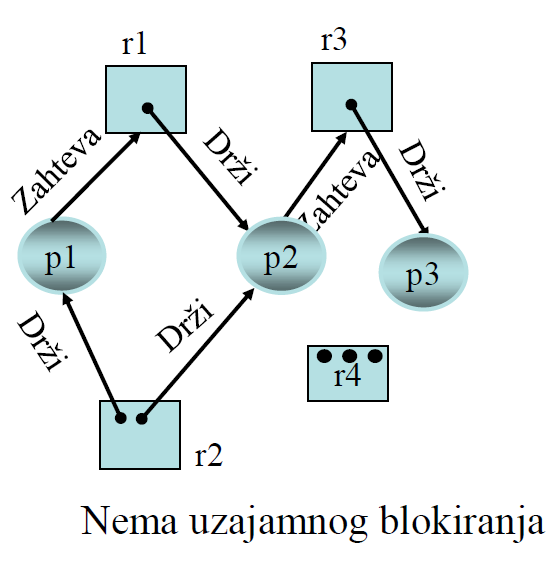 r1
r3
Zahteva
Drži
Zahteva
Drži
p1
p2
p3
Drži
Drži
r4
r2
Nema uzajamnog blokiranja